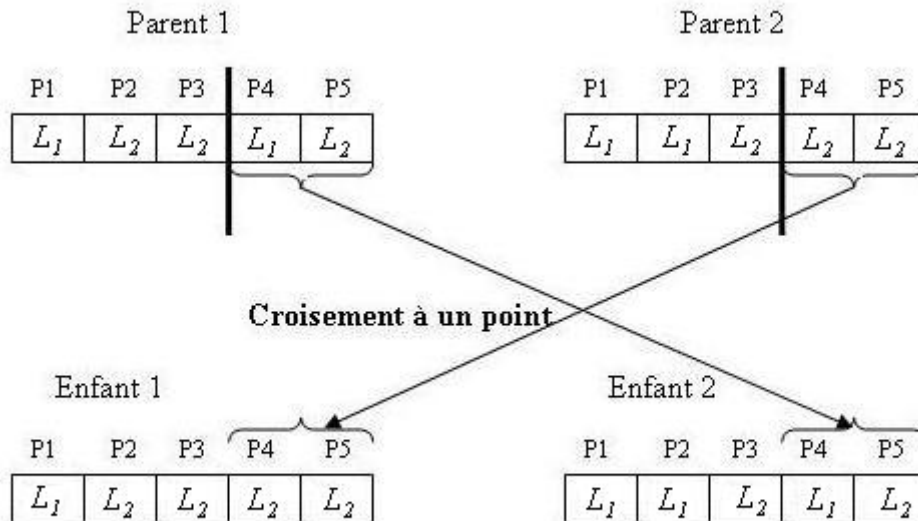 Parent 1 Parent 2
P1 P2 P3 P4 P5 P1 P2 P3 P4 P5
L₁ L₂ L₂ L₁ L₂ L₁ L₁ L₂ L₂ L₂
Croisement à un point
Enfant 1 Enfant 2
P1 P2 P3 P4 P5 P1 P2 P3 P4 P5
L₁ L₂ L₂ L₂ L₂ L₁ L₁ L₂ L₁ L₂